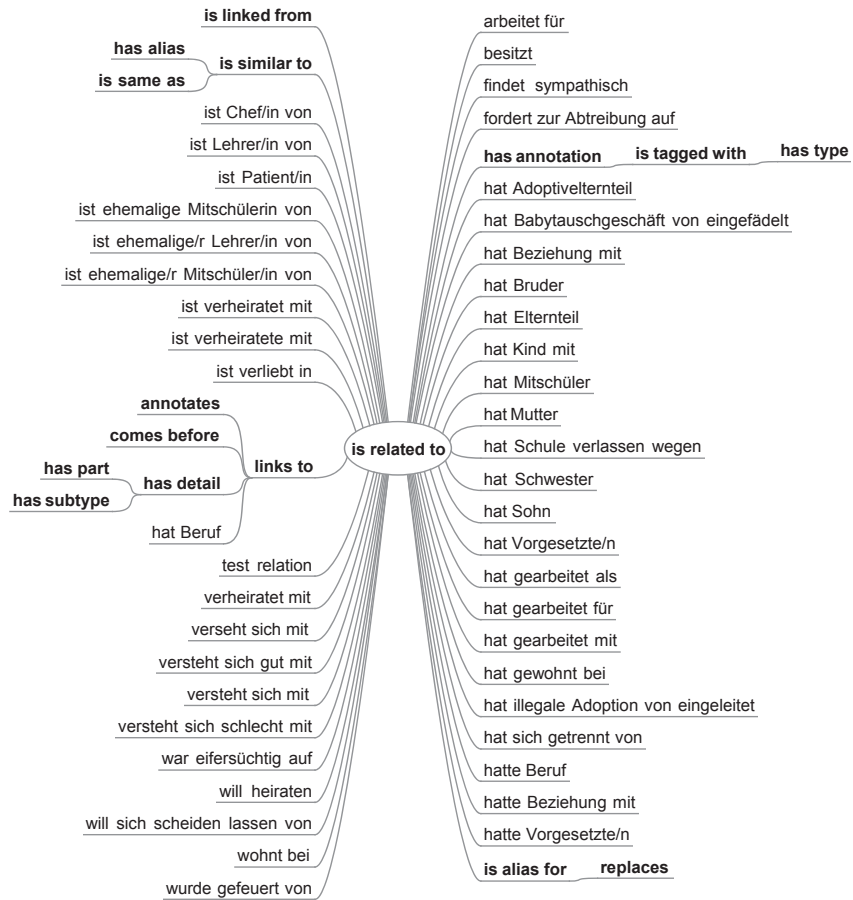 is linked from
has alias
is similar to
is same as
ist Chef/in von
ist Lehrer/in von
ist Patient/in
ist ehemalige Mitschülerin von
ist ehemalige/r Lehrer/in von
ist ehemalige/r Mitschüler/in von
ist verheiratet mit
ist verheiratete mit
ist verliebt in
annotates
comes before
links to
has part
has detail
has subtype
hat Beruf
test relation
verheiratet mit
verseht sich mit
versteht sich gut mit
versteht sich mit
versteht sich schlecht mit
war eifersüchtig auf
will heiraten
will sich scheiden lassen von
wohnt bei
wurde gefeuert von
is related to
arbeitet für
besitzt
findet sympathisch
fordert zur Abtreibung auf
has annotation is tagged with has type
hat Adoptivelternteil
hat Babytauschgeschäft von eingefädelt
hat Beziehung mit
hat Bruder
hat Elternteil
hat Kind mit
hat Mitschüler
hat Mutter
hat Schule verlassen wegen
hat Schwester
hat Sohn
hat Vorgesetzte/n
hat gearbeitet als
hat gearbeitet für
hat gearbeitet mit
hat gewohnt bei
hat illegale Adoption von eingeleitet
hat sich getrennt von
hatte Beruf
hatte Beziehung mit
hatte Vorgesetzte/n
is alias for replaces